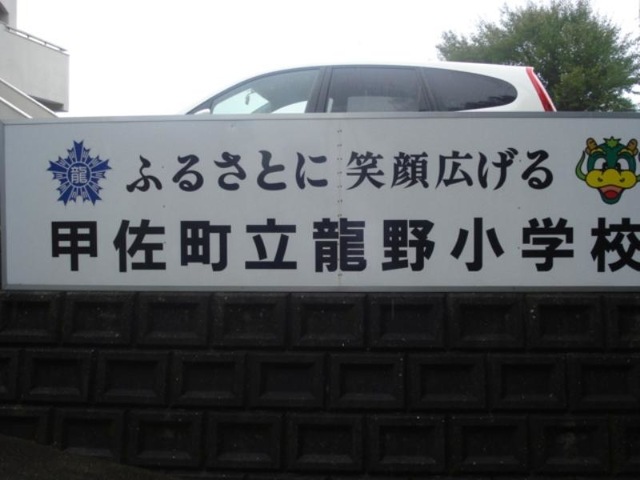 龍
ふるさとに 笑顔広げる
甲佐町立龍野小学校